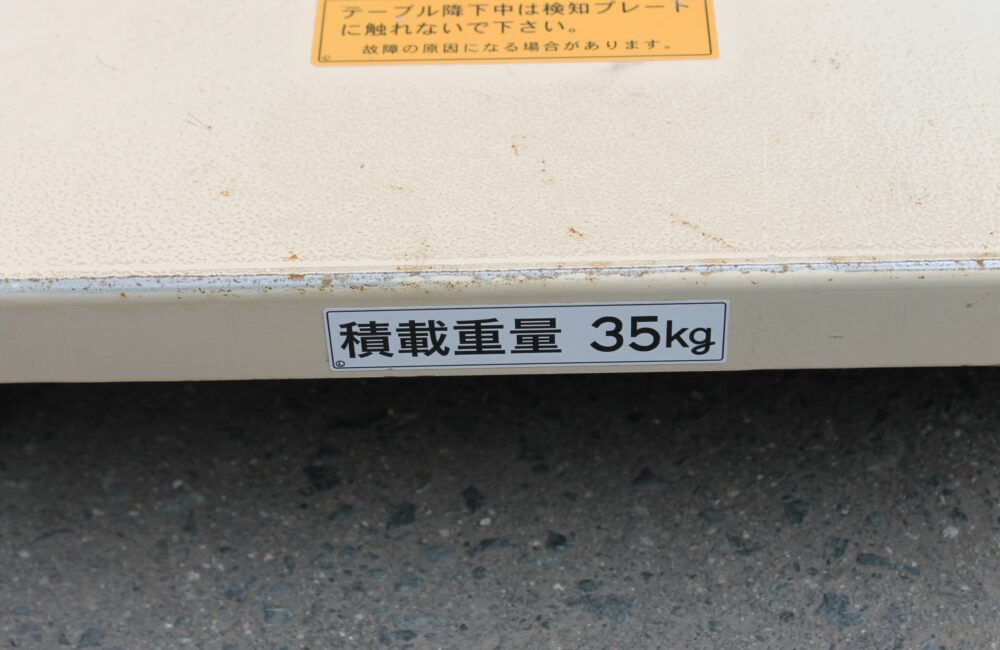 テーブル降下中は検知プレート
に触れないで下さい。
故障の原因になる場合があります。
積載重量 35kg